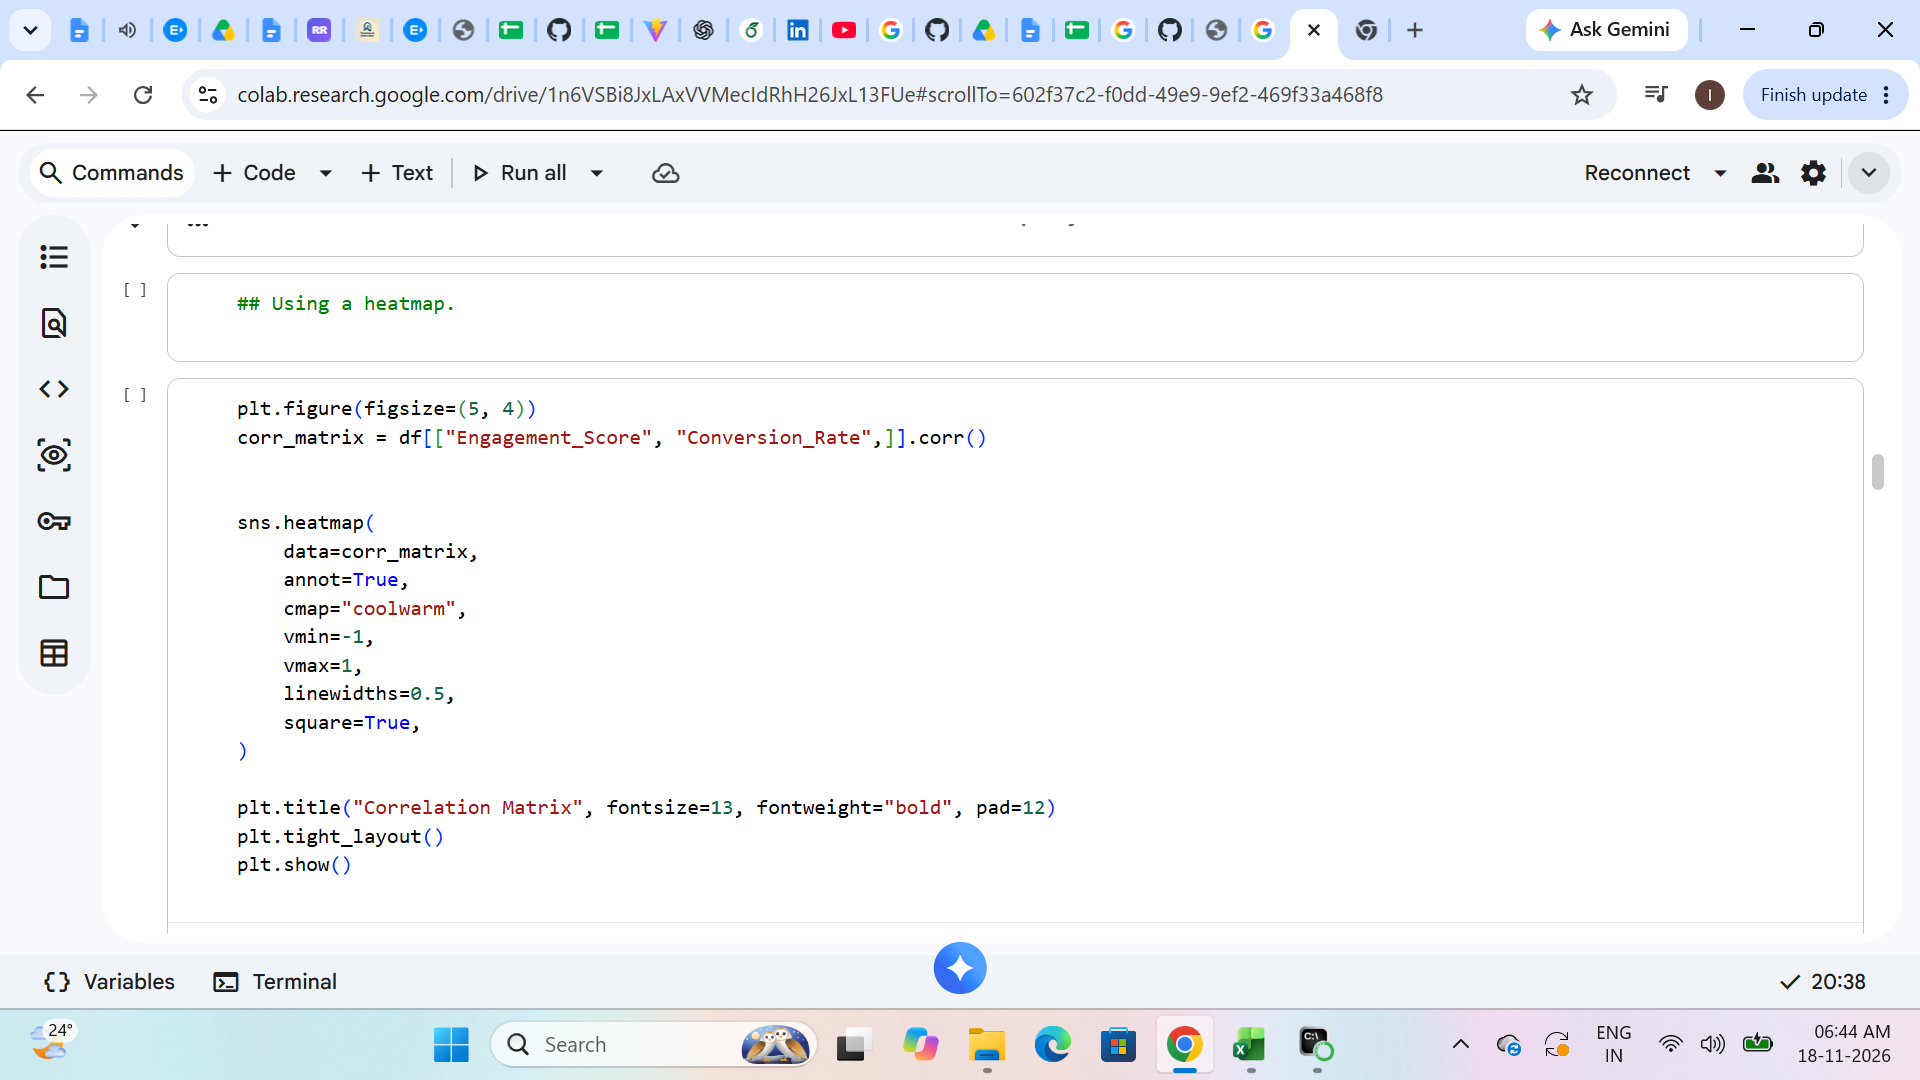 RR
Ask Gemini
colab.research.google.com/drive/1n6VSBi8JxLAxVVMecIdRhH26JxL13FUe#scrollTo=602f37c2-f0dd-49e9-9ef2-469f33a468f8
I
Finish update
Commands
+ Code
+ Text
Run all
Reconnect
[ ]
## Using a heatmap.
[ ]
plt.figure(figsize=(5, 4))
corr_matrix = df[["Engagement_Score", "Conversion_Rate",]].corr()
sns.heatmap(
data=corr_matrix,
annot=True,
cmap="coolwarm",
vmin=-1,
vmax=1,
linewidths=0.5,
square=True,
)
plt.title("Correlation Matrix", fontsize=13, fontweight="bold", pad=12)
plt.tight_layout()
plt.show()
{ } Variables
Terminal
20:38
24°
Search
C:\
ENG
IN
06:44 AM
18-11-2026